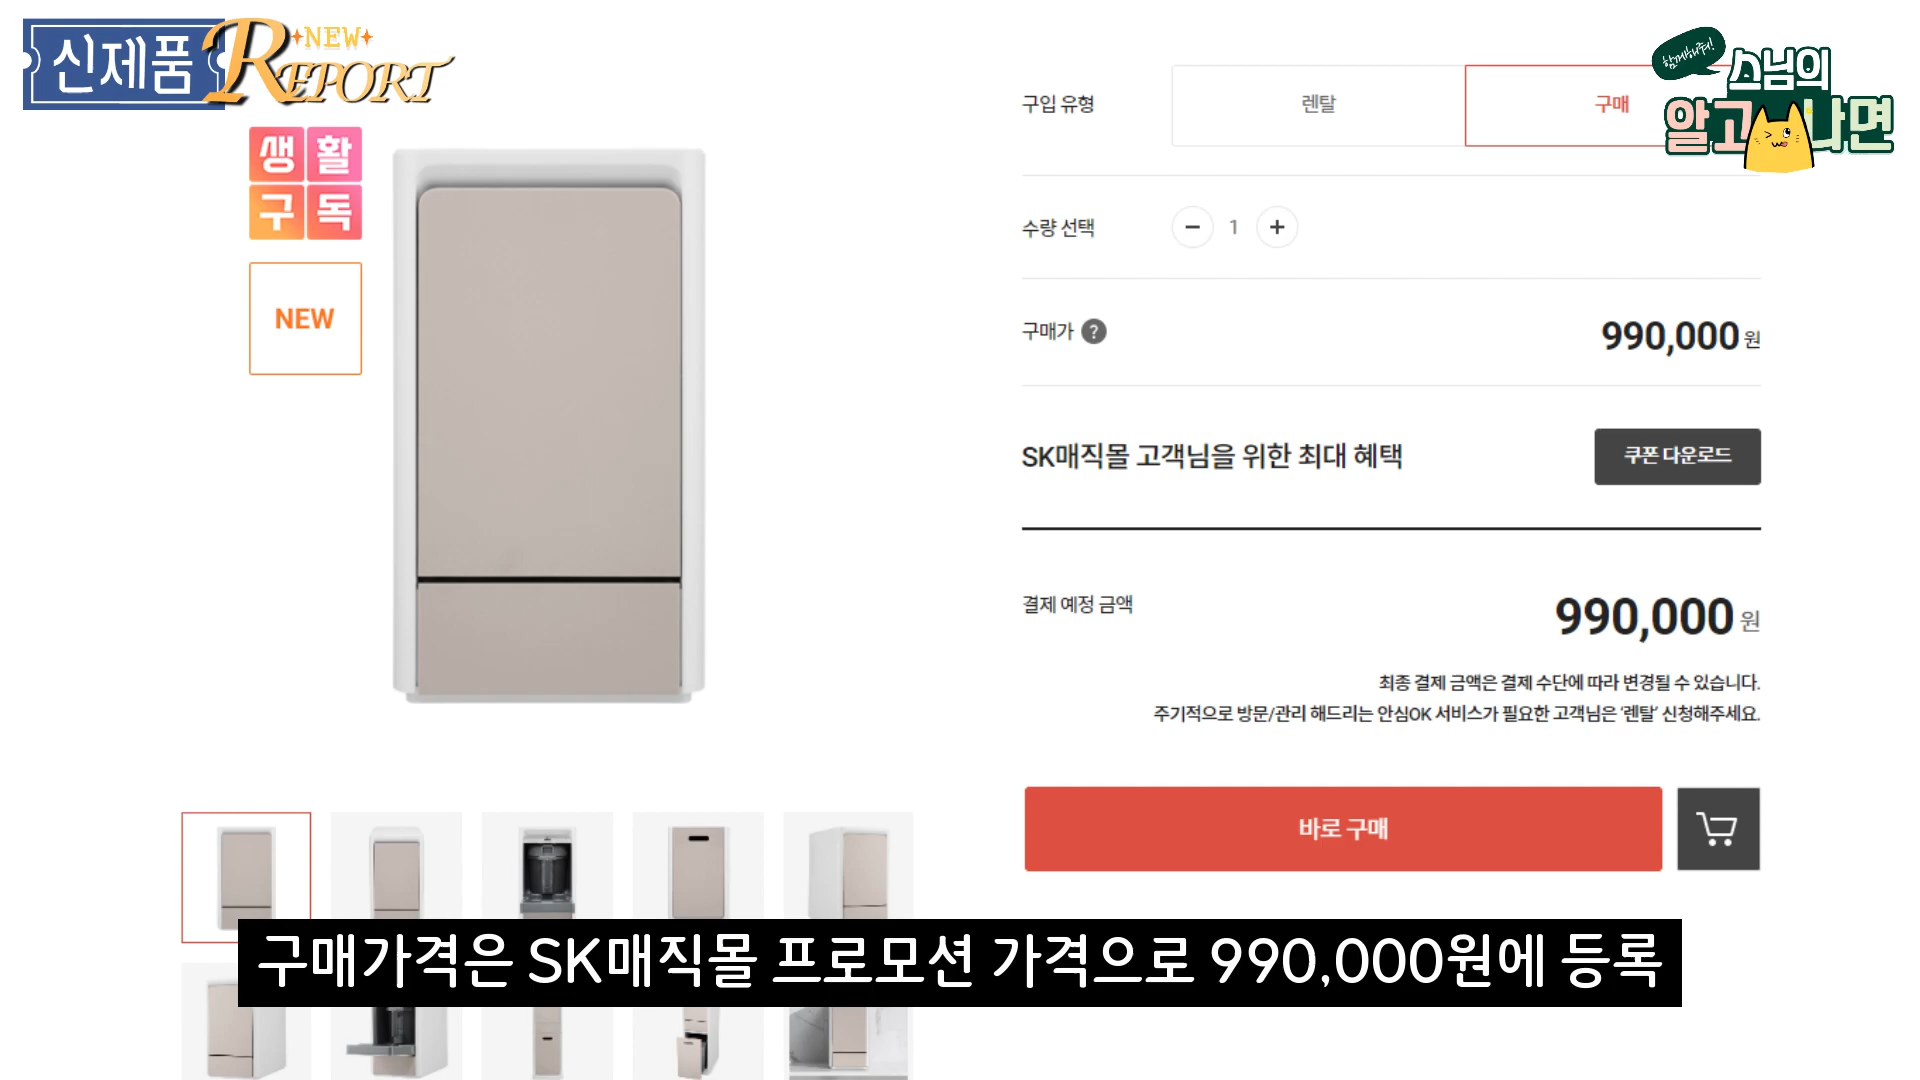 신제품
NEW
REPORT
함께해줘!
스님의
알고나면
생활
구독
NEW
구입 유형
렌탈
구매
수량 선택
1
구매가 ?
990,000 원
SK매직몰 고객님을 위한 최대 혜택
쿠폰 다운로드
결제 예정 금액
990,000 원
최종 결제 금액은 결제 수단에 따라 변경될 수 있습니다.
주기적으로 방문/관리 해드리는 안심OK 서비스가 필요한 고객님은 ‘렌탈’ 신청해주세요.
바로 구매
구매가격은 SK매직몰 프로모션 가격으로 990,000원에 등록